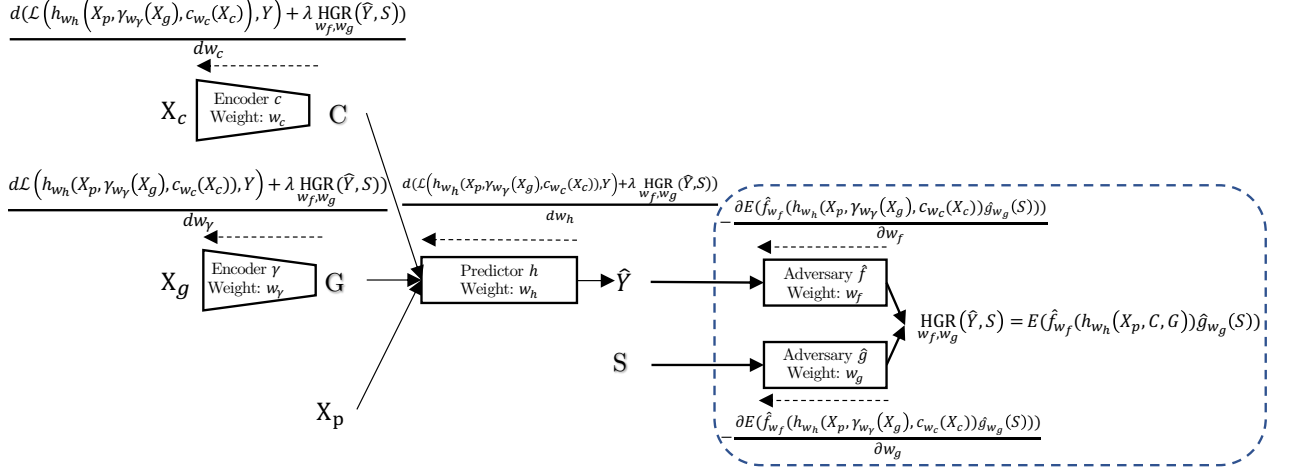 d(ℒ(h_{w_h}(X_p, γ_{w_γ}(X_g), c_{w_c}(X_c)), Y) + λ HGR_{w_f,w_g}(Ŷ, S))
dw_c
X_c
Encoder c
Weight: w_c
C
dℒ(h_{w_h}(X_p, γ_{w_γ}(X_g), c_{w_c}(X_c)), Y) + λ HGR_{w_f,w_g}(Ŷ, S))
dw_γ
d(ℒ(h_{w_h}(X_p, γ_{w_γ}(X_g), c_{w_c}(X_c)), Y) + λ HGR_{w_f,w_g}(Ŷ, S))
dw_h
X_g
Encoder γ
Weight: w_γ
G
Predictor h
Weight: w_h
Ŷ
− ∂E(f̂_{w_f}(h_{w_h}(X_p, γ_{w_γ}(X_g), c_{w_c}(X_c))ĝ_{w_g}(S)))
∂w_f
Adversary f̂
Weight: w_f
HGR_{w_f,w_g}(Ŷ, S) = E(f̂_{w_f}(h_{w_h}(X_p, C, G))ĝ_{w_g}(S))
S
Adversary ĝ
Weight: w_g
− ∂E(f̂_{w_f}(h_{w_h}(X_p, γ_{w_γ}(X_g), c_{w_c}(X_c))ĝ_{w_g}(S)))
∂w_g
X_p